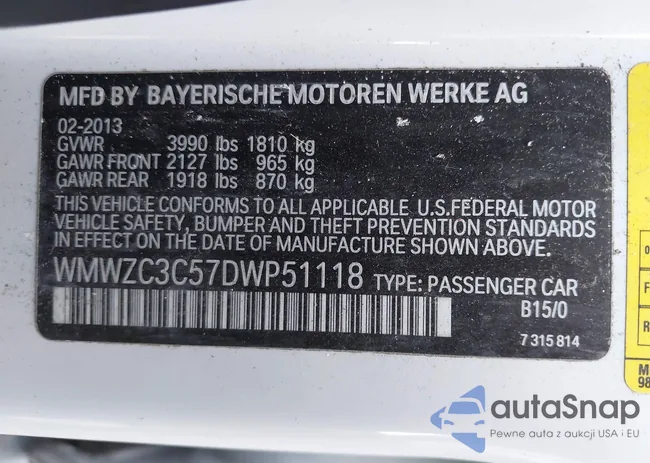 MFD BY BAYERISCHE MOTOREN WERKE AG
02-2013
GVWR 3990 lbs 1810 kg
GAWR FRONT 2127 lbs 965 kg
GAWR REAR 1918 lbs 870 kg
THIS VEHICLE CONFORMS TO ALL APPLICABLE U.S.FEDERAL MOTOR
VEHICLE SAFETY, BUMPER AND THEFT PREVENTION STANDARDS
IN EFFECT ON THE DATE OF MANUFACTURE SHOWN ABOVE.
WMWZC3C57DWP51118 TYPE: PASSENGER CAR
B15/0
7 315 814
autaSnap
Pewne auta z aukcji USA i EU